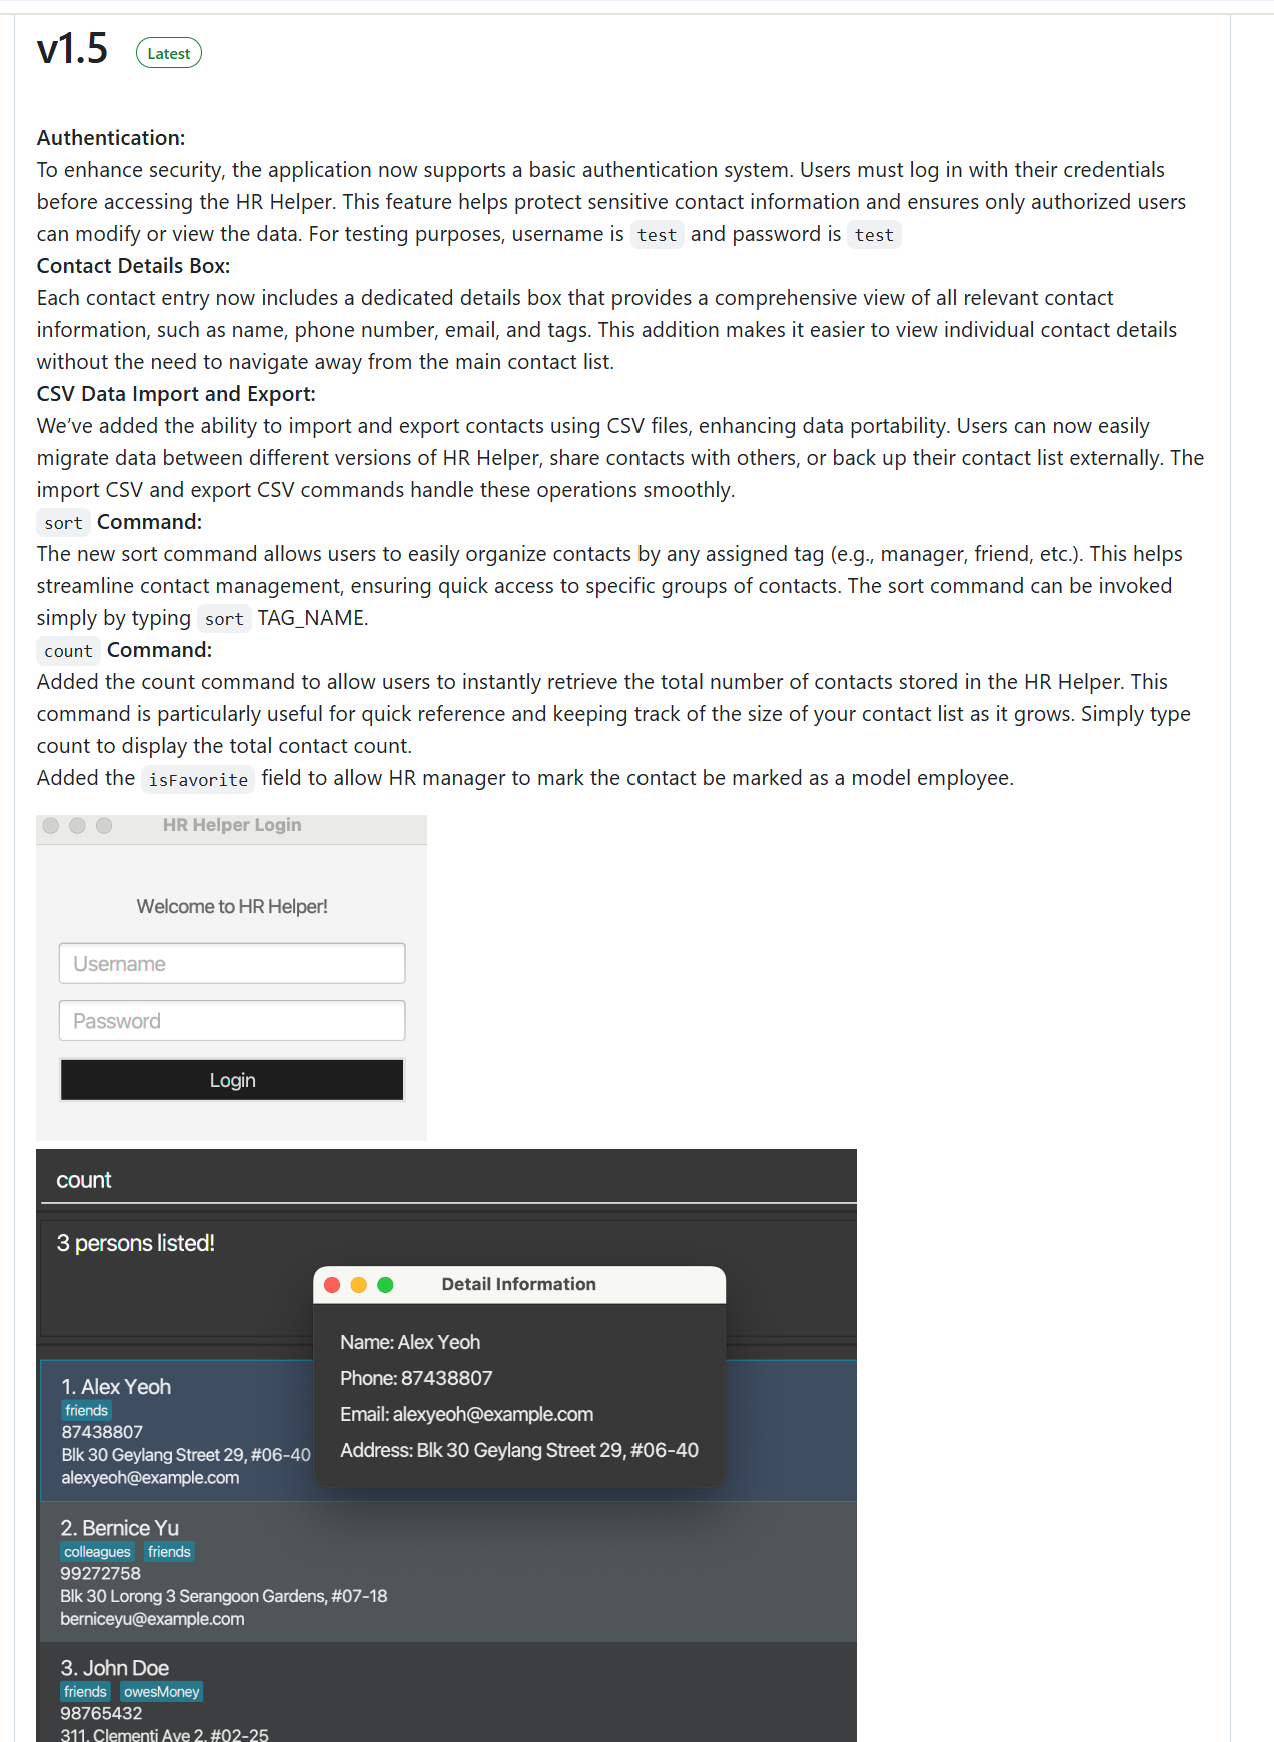 v1.5 Latest
Authentication:
To enhance security, the application now supports a basic authentication system. Users must log in with their credentials
before accessing the HR Helper. This feature helps protect sensitive contact information and ensures only authorized users
can modify or view the data. For testing purposes, username is test and password is test
Contact Details Box:
Each contact entry now includes a dedicated details box that provides a comprehensive view of all relevant contact
information, such as name, phone number, email, and tags. This addition makes it easier to view individual contact details
without the need to navigate away from the main contact list.
CSV Data Import and Export:
We've added the ability to import and export contacts using CSV files, enhancing data portability. Users can now easily
migrate data between different versions of HR Helper, share contacts with others, or back up their contact list externally. The
import CSV and export CSV commands handle these operations smoothly.
sort Command:
The new sort command allows users to easily organize contacts by any assigned tag (e.g., manager, friend, etc.). This helps
streamline contact management, ensuring quick access to specific groups of contacts. The sort command can be invoked
simply by typing sort TAG_NAME.
count Command:
Added the count command to allow users to instantly retrieve the total number of contacts stored in the HR Helper. This
command is particularly useful for quick reference and keeping track of the size of your contact list as it grows. Simply type
count to display the total contact count.
Added the isFavorite field to allow HR manager to mark the contact be marked as a model employee.
HR Helper Login
Welcome to HR Helper!
Username
Password
Login
count
3 persons listed!
Detail Information
Name: Alex Yeoh
Phone: 87438807
Email: alexyeoh@example.com
Address: Blk 30 Geylang Street 29, #06-40
1. Alex Yeoh
friends
87438807
Blk 30 Geylang Street 29, #06-40
alexyeoh@example.com
2. Bernice Yu
colleagues friends
99272758
Blk 30 Lorong 3 Serangoon Gardens, #07-18
berniceyu@example.com
3. John Doe
friends owesMoney
98765432
311, Clementi Ave 2, #02-25